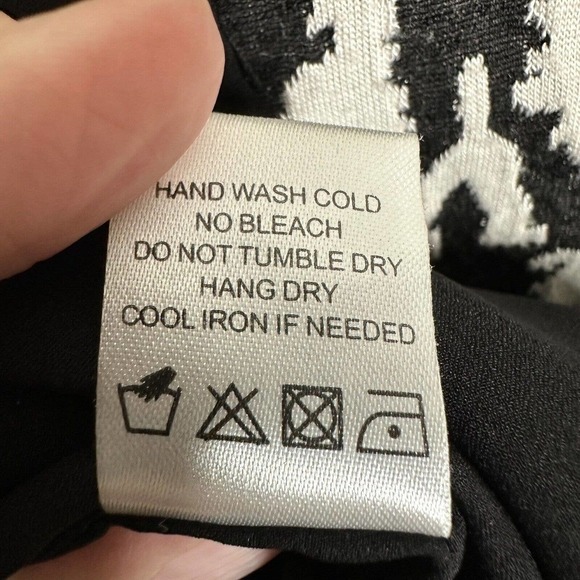 HAND WASH COLD
NO BLEACH
DO NOT TUMBLE DRY
HANG DRY
COOL IRON IF NEEDED